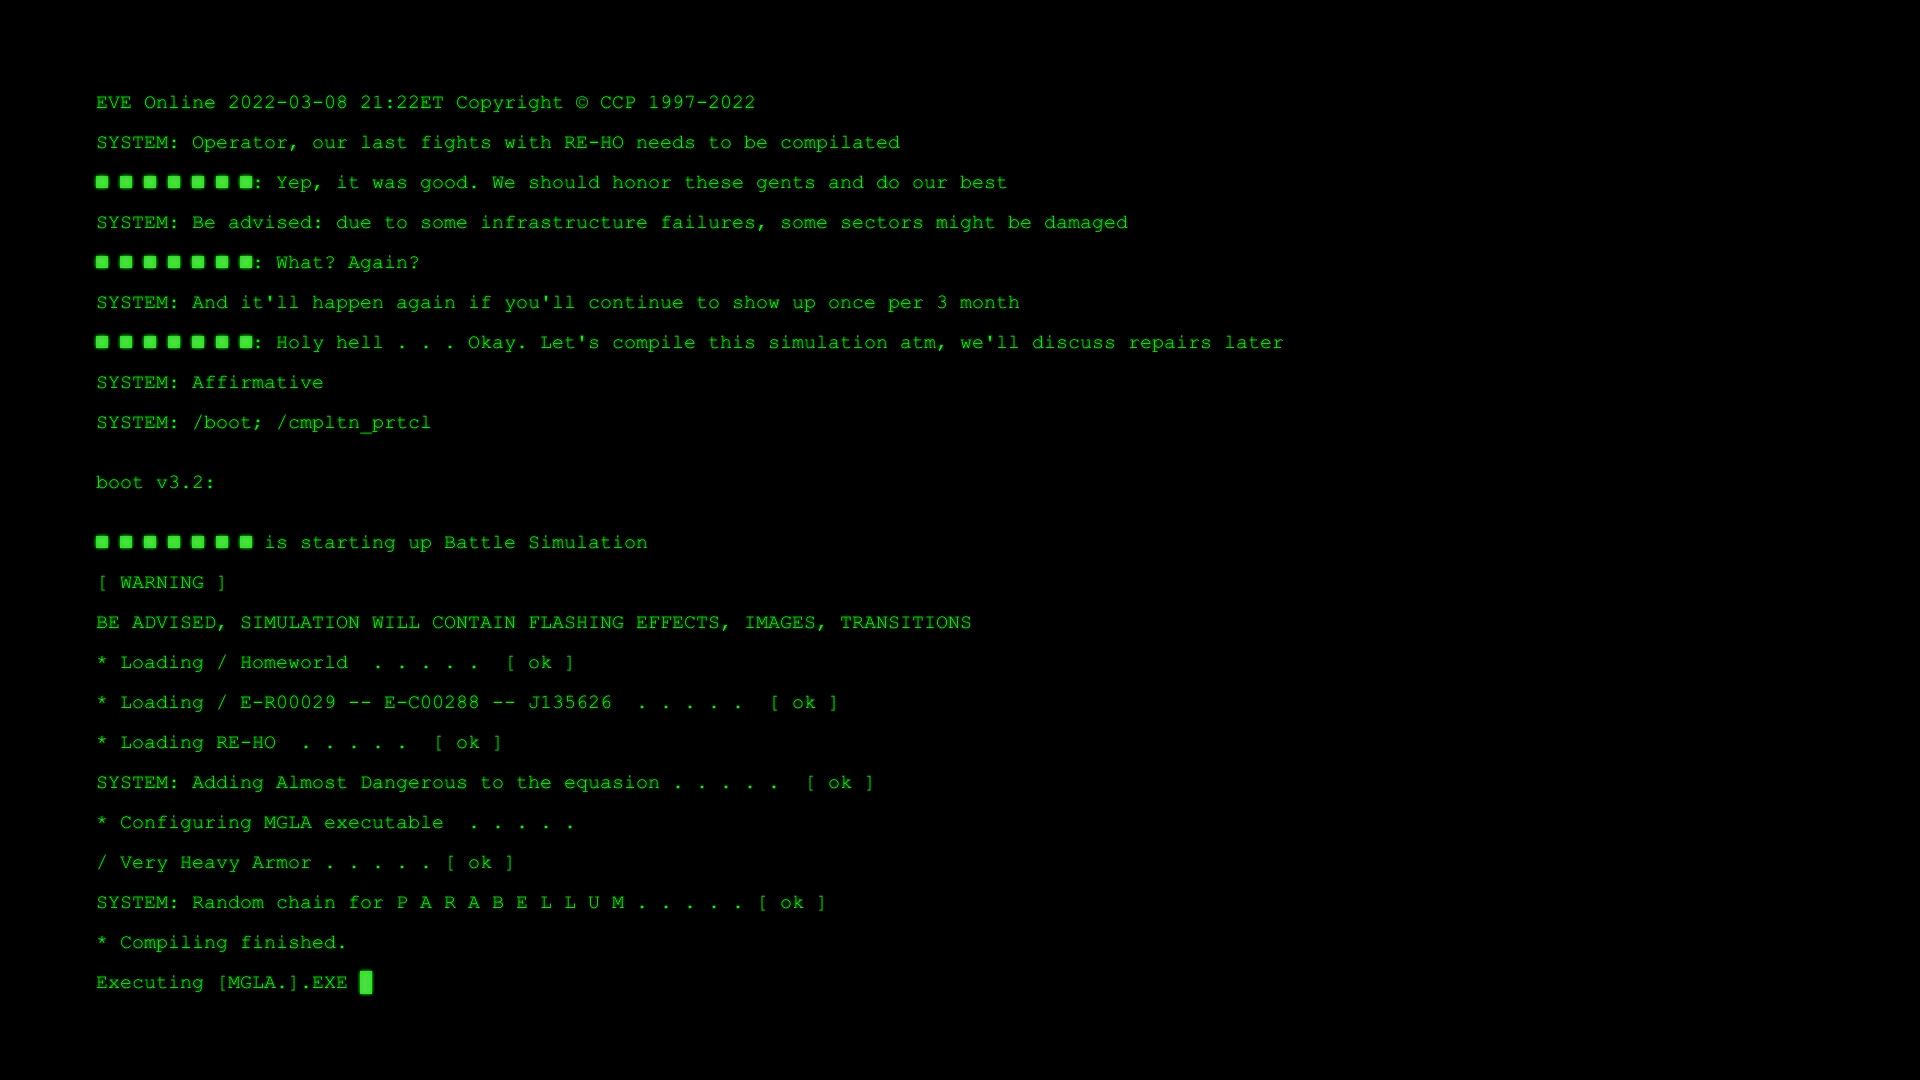 EVE Online 2022-03-08 21:22ET Copyright © CCP 1997-2022
SYSTEM: Operator, our last fights with RE-HO needs to be compilated
■ ■ ■ ■ ■ ■ ■: Yep, it was good. We should honor these gents and do our best
SYSTEM: Be advised: due to some infrastructure failures, some sectors might be damaged
■ ■ ■ ■ ■ ■ ■: What? Again?
SYSTEM: And it'll happen again if you'll continue to show up once per 3 month
■ ■ ■ ■ ■ ■ ■: Holy hell . . . Okay. Let's compile this simulation atm, we'll discuss repairs later
SYSTEM: Affirmative
SYSTEM: /boot; /cmpltn_prtcl
boot v3.2:
■ ■ ■ ■ ■ ■ ■ is starting up Battle Simulation
[ WARNING ]
BE ADVISED, SIMULATION WILL CONTAIN FLASHING EFFECTS, IMAGES, TRANSITIONS
* Loading / Homeworld . . . . . [ ok ]
* Loading / E-R00029 -- E-C00288 -- J135626 . . . . . [ ok ]
* Loading RE-HO . . . . . [ ok ]
SYSTEM: Adding Almost Dangerous to the equasion . . . . . [ ok ]
* Configuring MGLA executable . . . . .
/ Very Heavy Armor . . . . . [ ok ]
SYSTEM: Random chain for P A R A B E L L U M . . . . . [ ok ]
* Compiling finished.
Executing [MGLA.].EXE